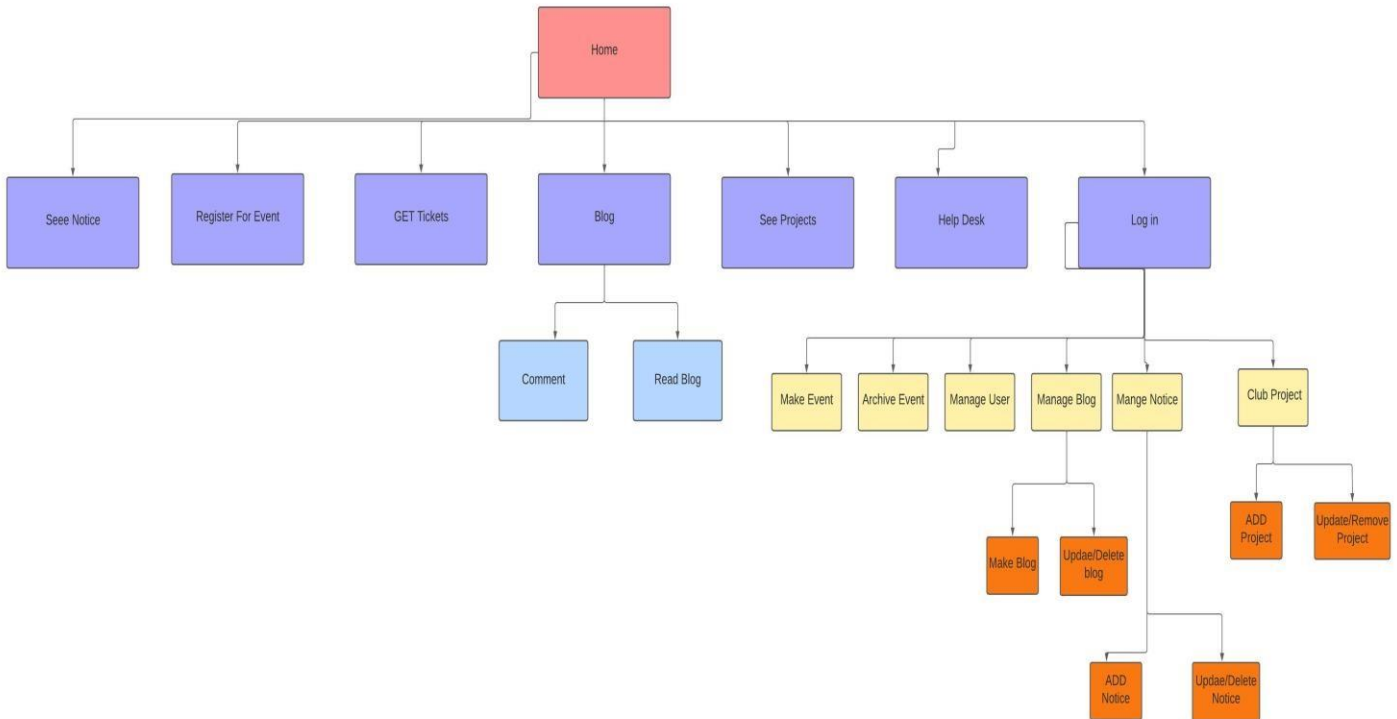 Home
Seee Notice
Register For Event
GET Tickets
Blog
See Projects
Help Desk
Log in
Comment
Read Blog
Make Event
Archive Event
Manage User
Manage Blog
Mange Notice
Club Project
ADD
Project
Update/Remove
Project
Make Blog
Updae/Delete
blog
ADD
Notice
Updae/Delete
Notice